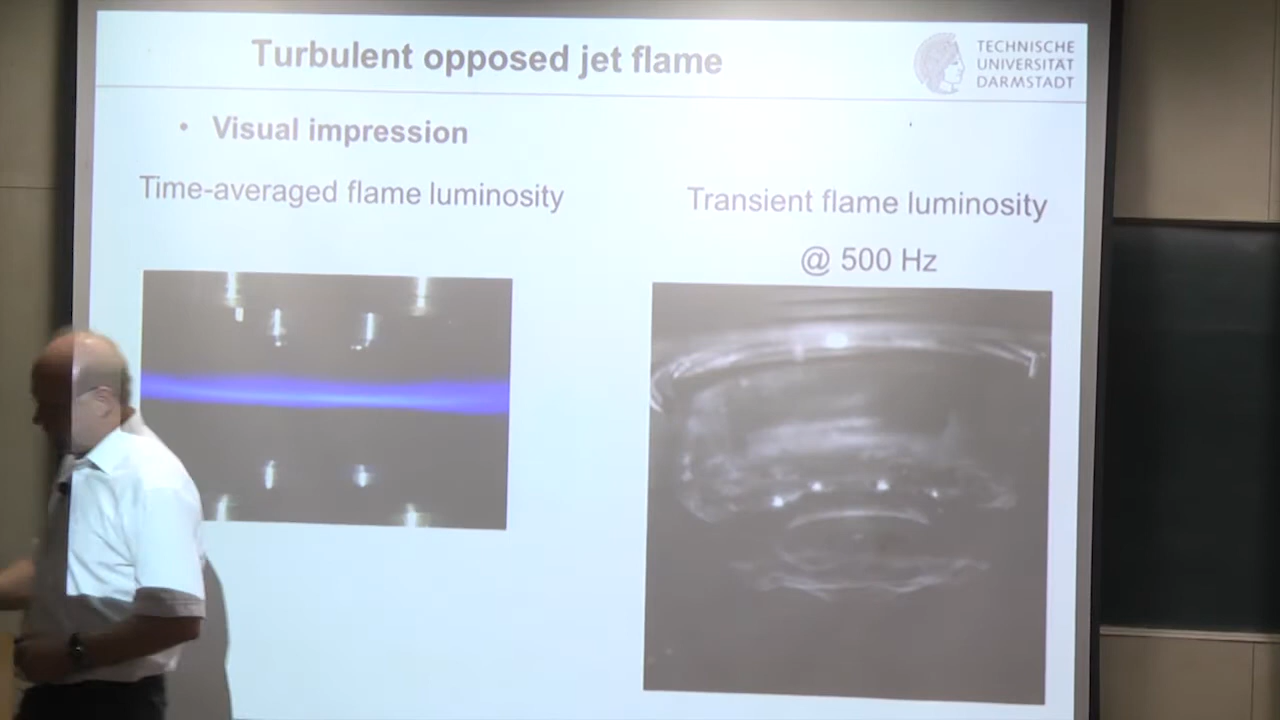 Turbulent opposed jet flame
TECHNISCHE
UNIVERSITÄT
DARMSTADT
• Visual impression
Time-averaged flame luminosity
Transient flame luminosity
@ 500 Hz